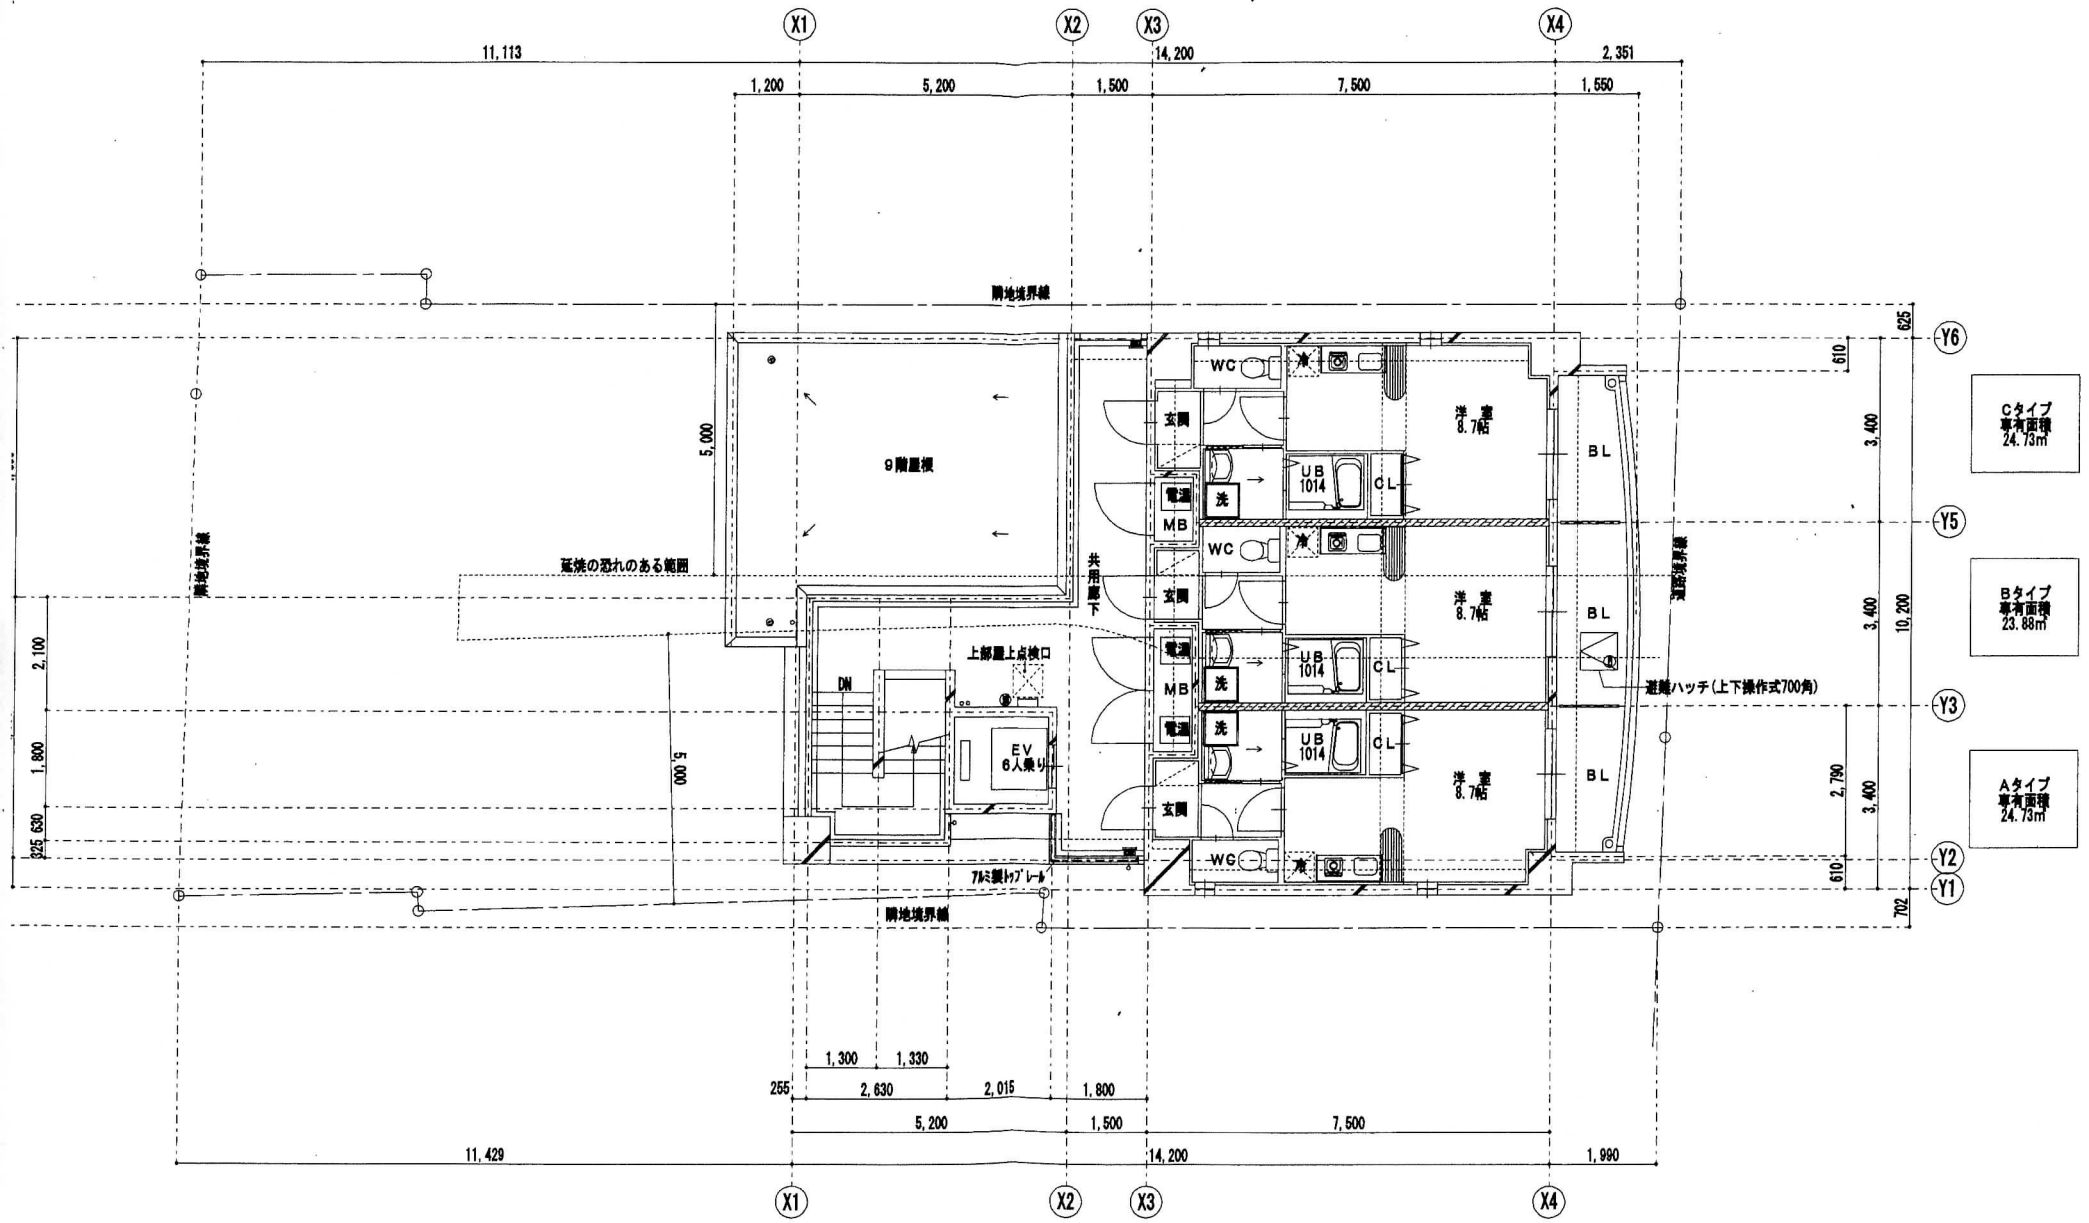 X1
X2
X3
X4
11,113
14,200
2,351
1,200
5,200
1,500
7,500
1,550
隣地境界線
625
Y6
610
WC
冷
玄関
洋室
8.7帖
BL
3,400
Cタイプ
専有面積
24.73㎡
5,000
9階屋根
UB
1014
CL
電温
洗
MB
Y5
隣地境界線
延焼の恐れのある範囲
共用廊下
WC
冷
玄関
洋室
8.7帖
BL
道路境界線
3,400
10,200
Bタイプ
専有面積
23.88㎡
2,100
上部屋上点検口
電温
UB
1014
CL
洗
MB
DN
避難ハッチ(上下操作式700角)
Y3
1,800
5,000
EV
6人乗り
電温
洗
UB
1014
CL
洋室
8.7帖
BL
2,790
3,400
Aタイプ
専有面積
24.73㎡
630
325
玄関
WC
冷
Y2
Y1
610
アルミ製トップレール
隣地境界線
702
1,300
1,330
255
2,630
2,015
1,800
5,200
1,500
7,500
11,429
14,200
1,990
X1
X2
X3
X4